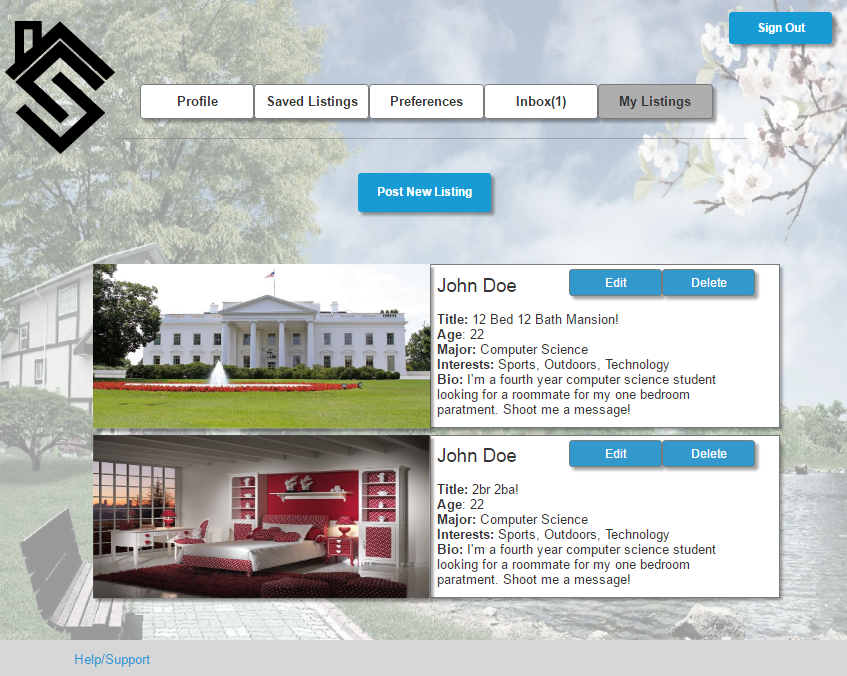 Sign Out
Profile
Saved Listings
Preferences
Inbox(1)
My Listings
Post New Listing
John Doe
Edit
Delete
Title: 12 Bed 12 Bath Mansion!
Age: 22
Major: Computer Science
Interests: Sports, Outdoors, Technology
Bio: I'm a fourth year computer science student
looking for a roommate for my one bedroom
paratment. Shoot me a message!
John Doe
Edit
Delete
Title: 2br 2ba!
Age: 22
Major: Computer Science
Interests: Sports, Outdoors, Technology
Bio: I'm a fourth year computer science student
looking for a roommate for my one bedroom
paratment. Shoot me a message!
Help/Support